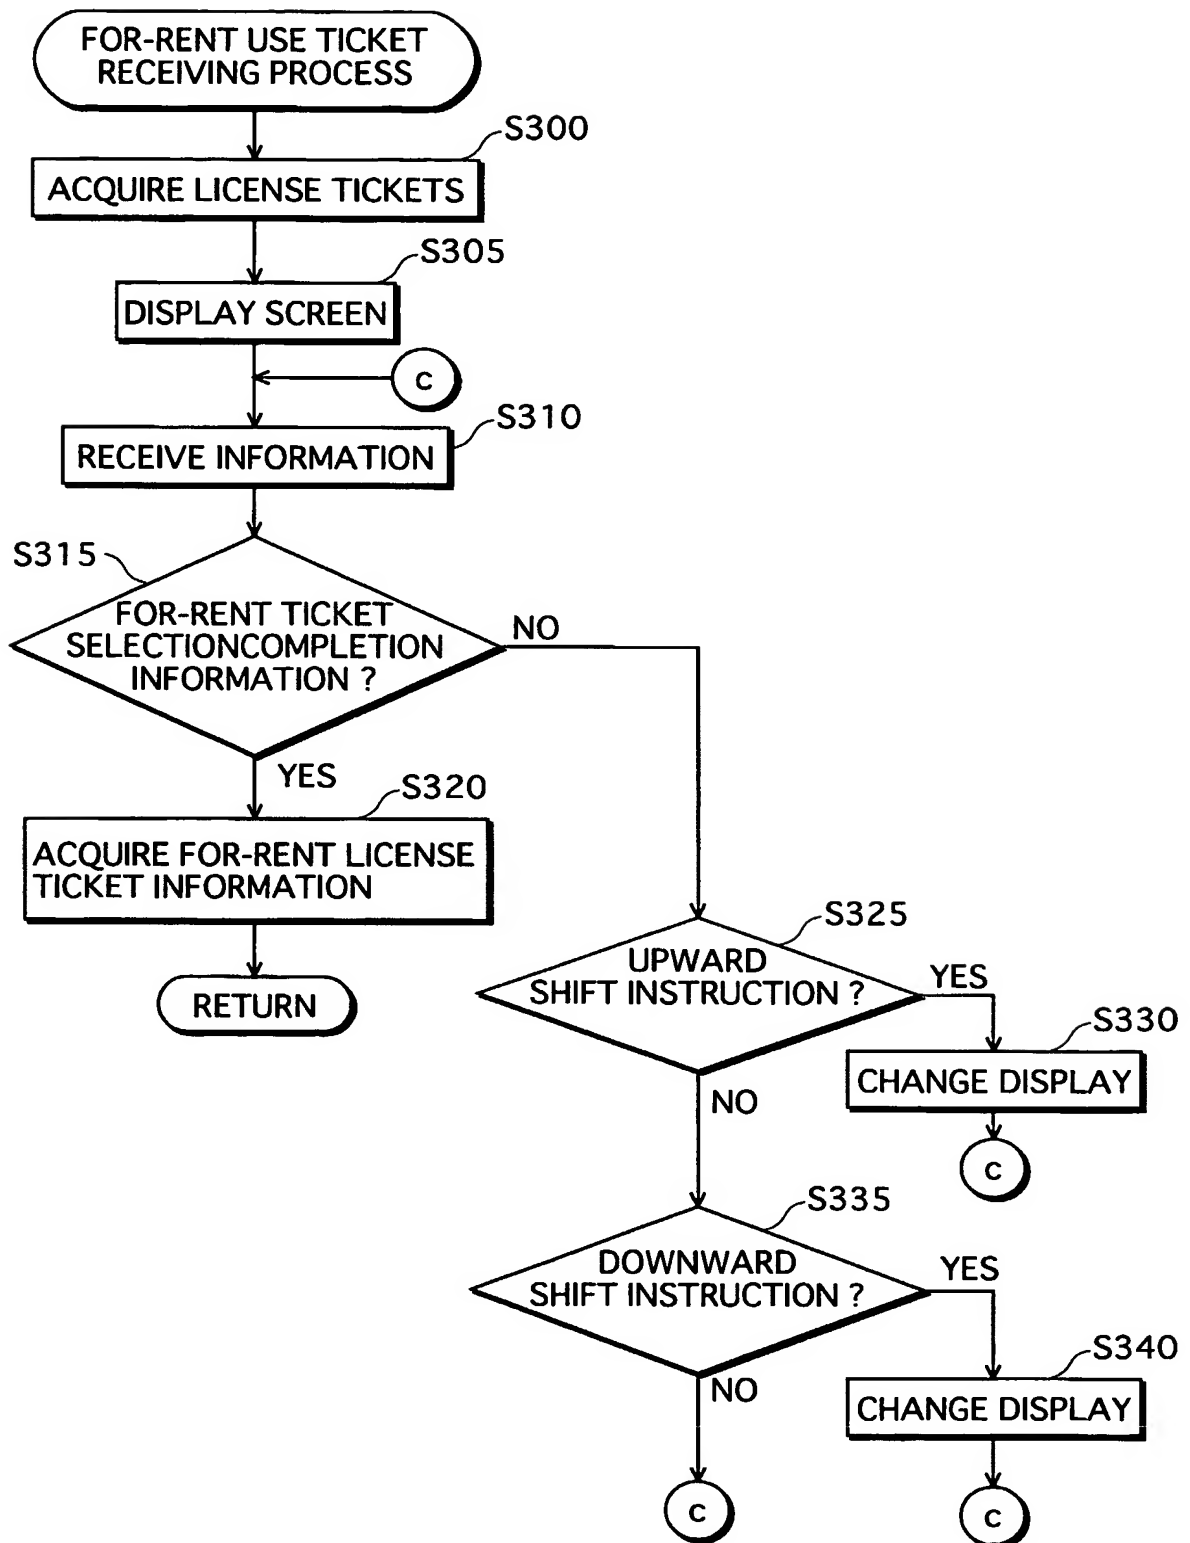 FOR-RENT USE TICKET
RECEIVING PROCESS
S300
ACQUIRE LICENSE TICKETS
S305
DISPLAY SCREEN
C
S310
RECEIVE INFORMATION
S315
FOR-RENT TICKET
SELECTIONCOMPLETION
INFORMATION ?
NO
YES
S320
ACQUIRE FOR-RENT LICENSE
TICKET INFORMATION
RETURN
S325
UPWARD
SHIFT INSTRUCTION ?
YES
S330
CHANGE DISPLAY
C
NO
S335
DOWNWARD
SHIFT INSTRUCTION ?
YES
S340
CHANGE DISPLAY
C
NO
C